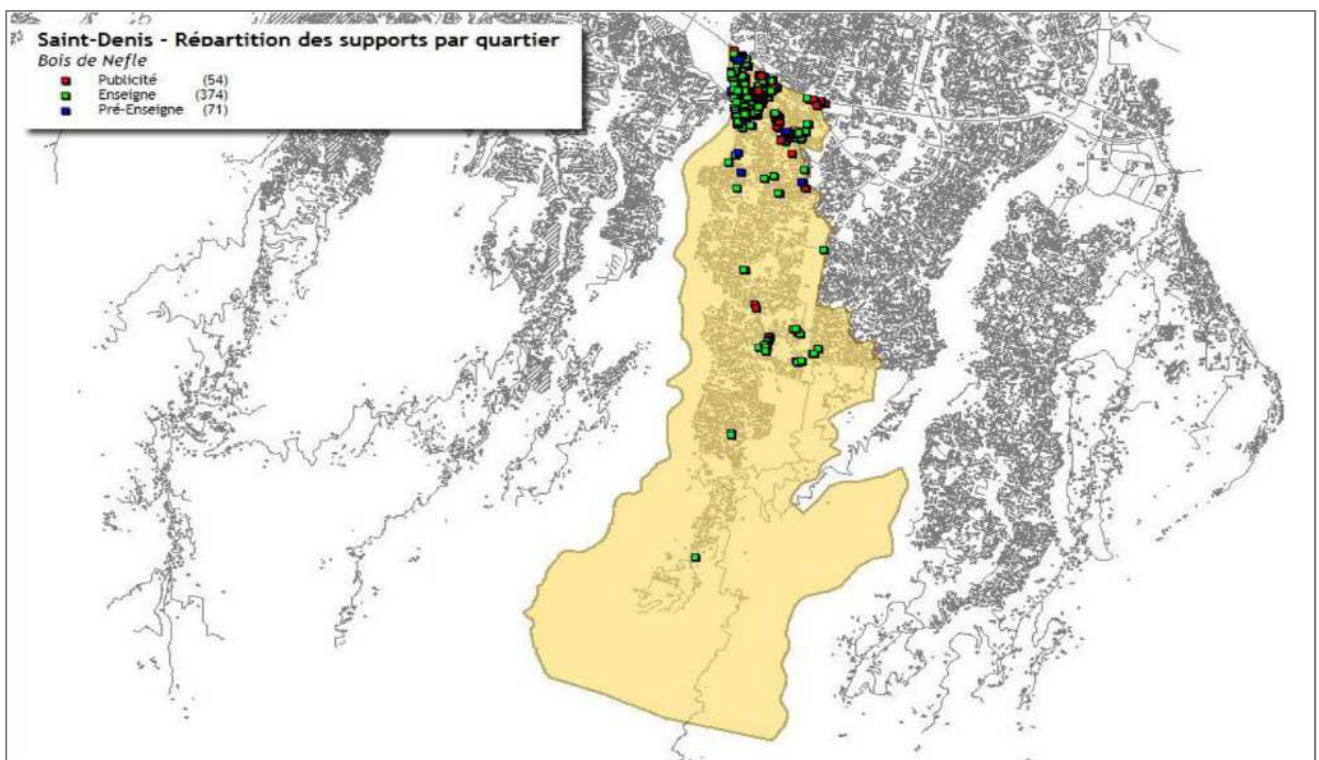 Saint-Denis - Répartition des supports par quartier
Bois de Nefle
Publicité (54)
Enseigne (374)
Pré-Enseigne (71)